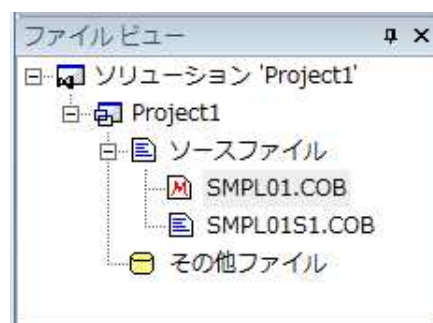 ファイル ビュー
ソリューション 'Project1'
Project1
ソースファイル
SMPL01.COB
SMPL01S1.COB
その他ファイル